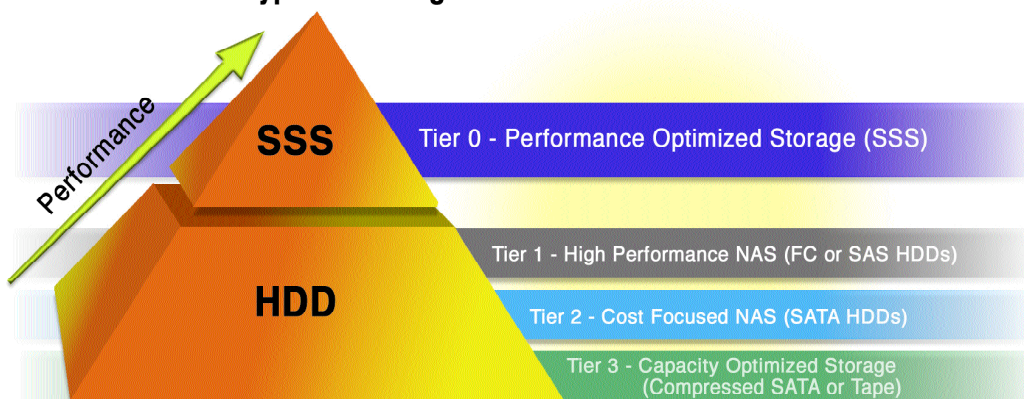 Performance
SSS
Tier 0 - Performance Optimized Storage (SSS)
Tier 1 - High Performance NAS (FC or SAS HDDs)
HDD
Tier 2 - Cost Focused NAS (SATA HDDs)
Tier 3 - Capacity Optimized Storage
(Compressed SATA or Tape)